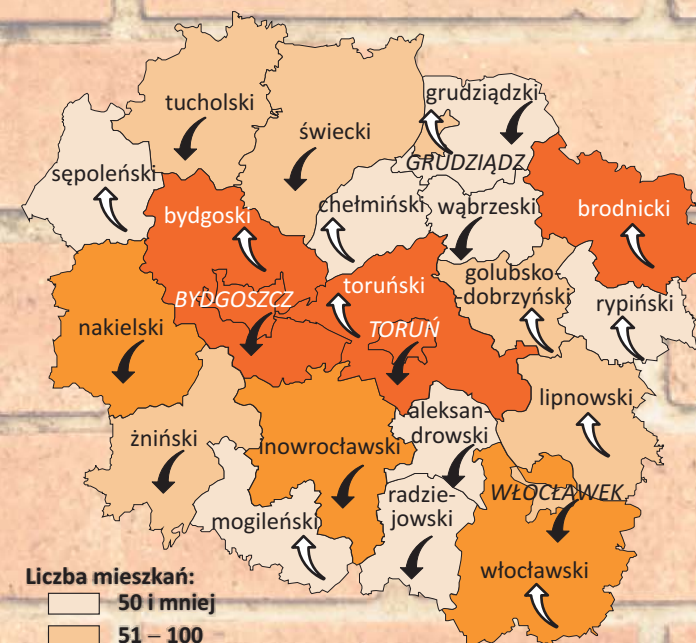 tucholski
świecki
grudziądzki
GRUDZIĄDZ
sępoleński
bydgoski
chełmiński
wąbrzeski
brodnicki
BYDGOSZCZ
toruński
golubsko-
-dobrzyński
rypiński
nakielski
TORUŃ
lipnowski
żniński
inowrocławski
aleksan-
drowski
mogileński
radzie-
jowski
WŁOCŁAWEK
włocławski
Liczba mieszkań:
50 i mniej
51 – 100